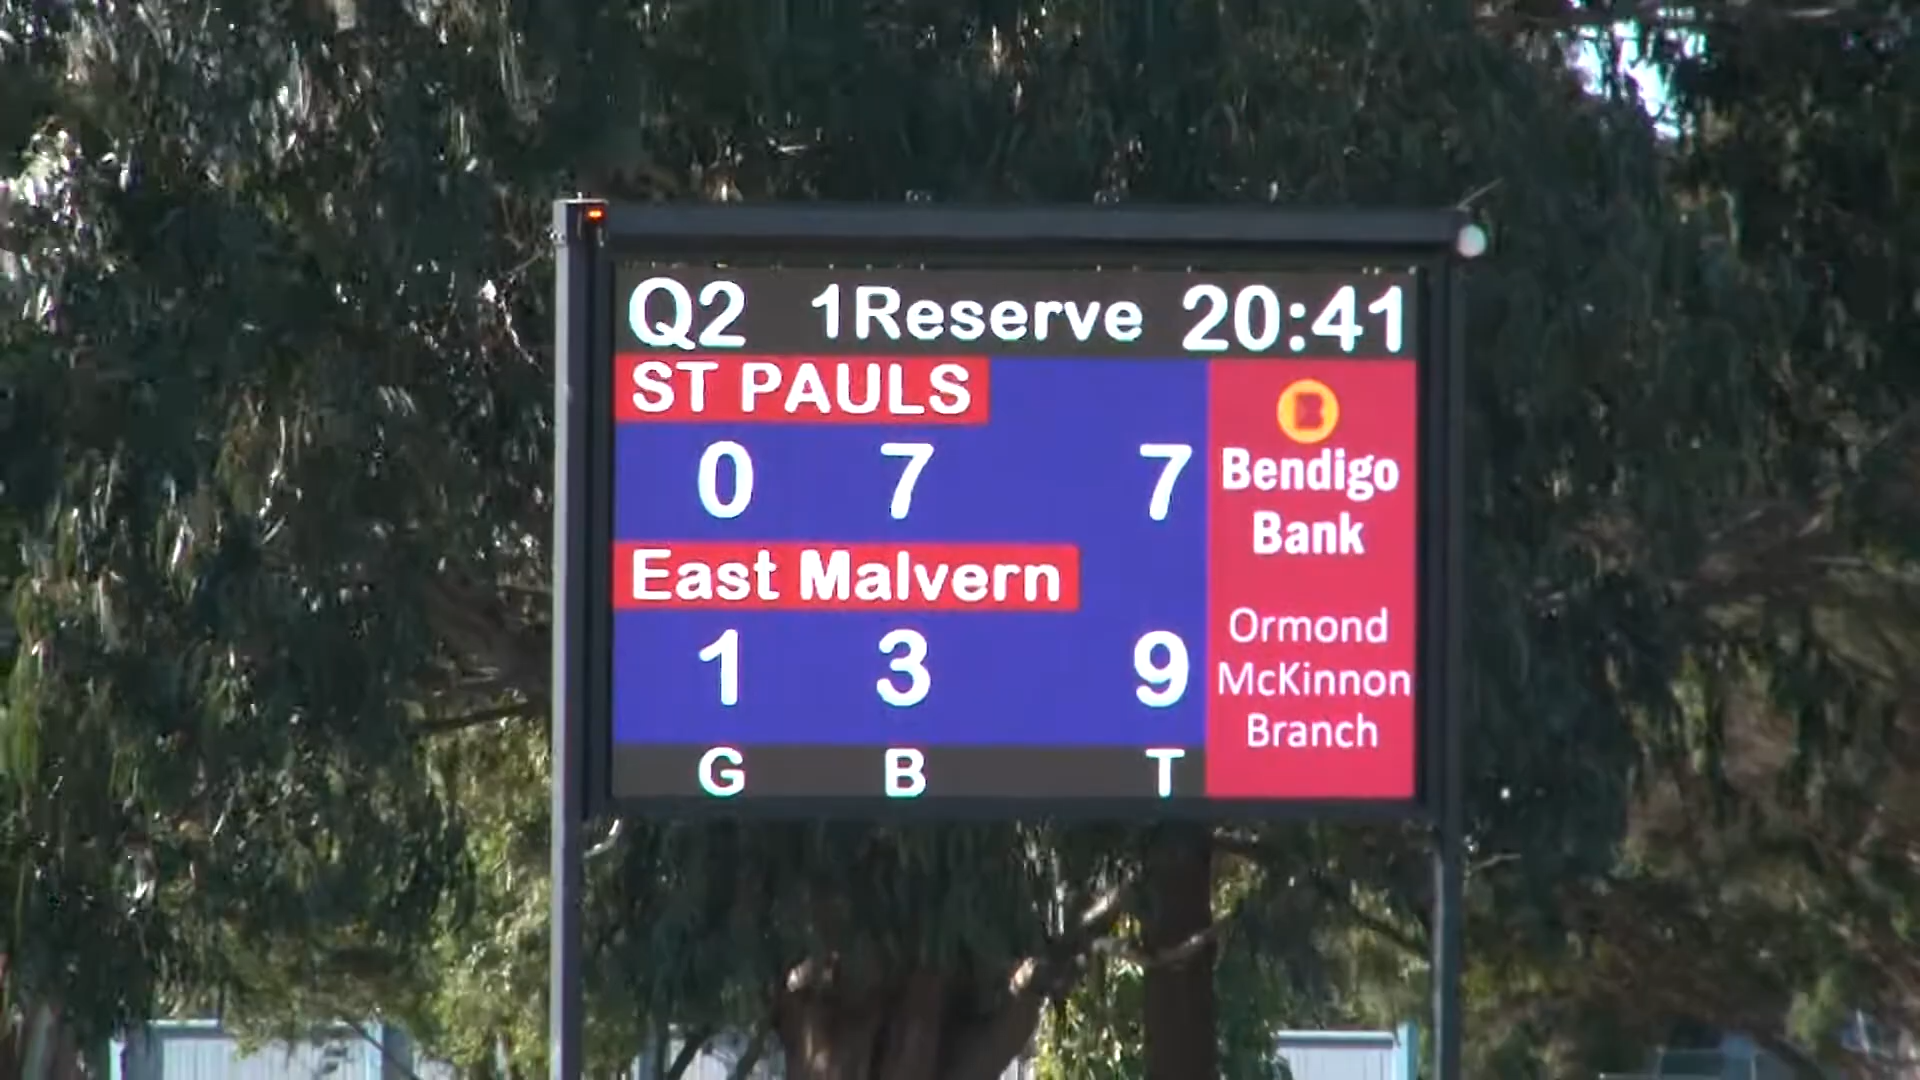 Q2 1Reserve 20:41
ST PAULS
0 7 7
East Malvern
1 3 9
G B T
Bendigo
Bank
Ormond
McKinnon
Branch